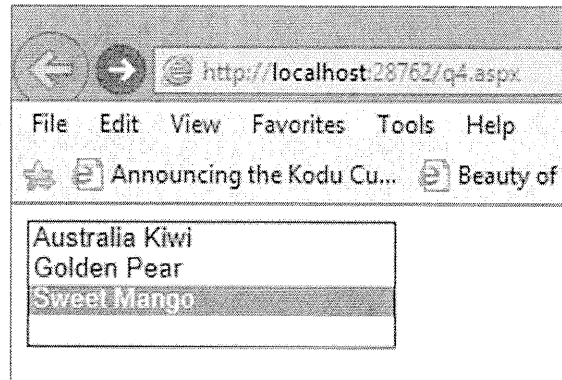 http://localhost:28762/q4.aspx
File Edit View Favorites Tools Help
Announcing the Kodu Cu... Beauty of
Australia Kiwi
Golden Pear
Sweet Mango